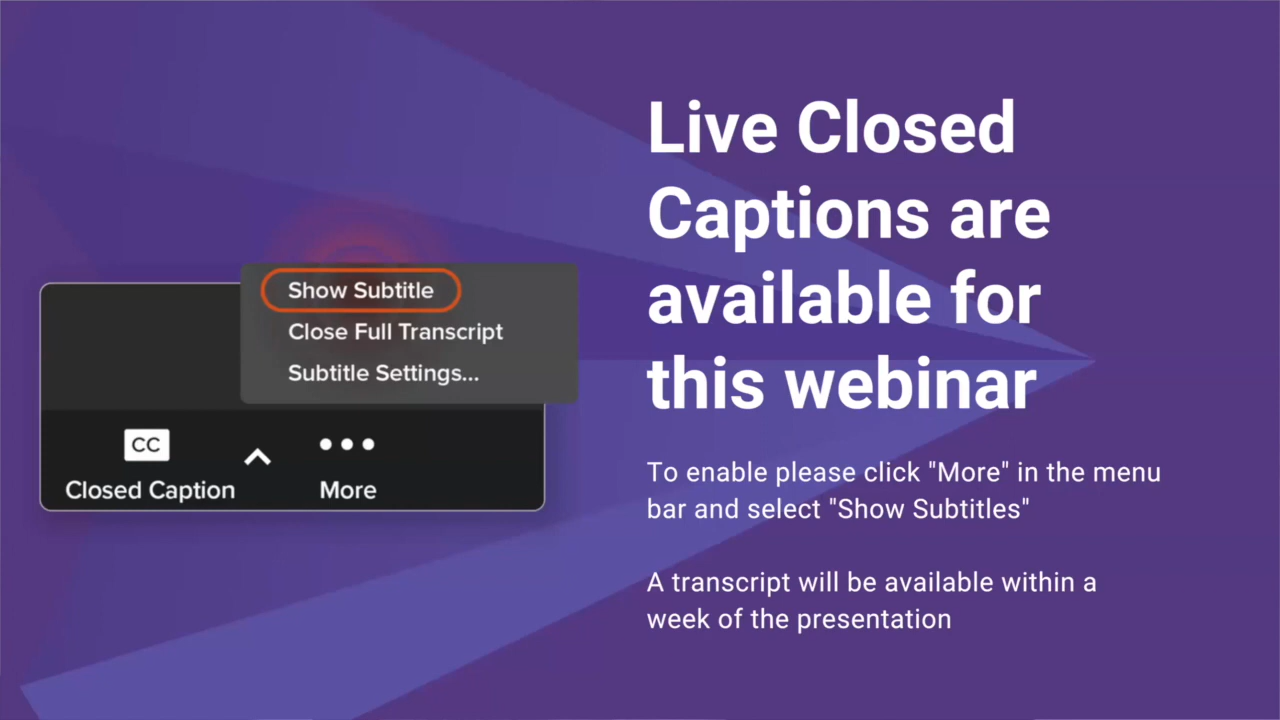 Live Closed
Captions are
available for
this webinar
To enable please click "More" in the menu
bar and select "Show Subtitles"
A transcript will be available within a
week of the presentation
Show Subtitle
Close Full Transcript
Subtitle Settings...
CC
Closed Caption
More